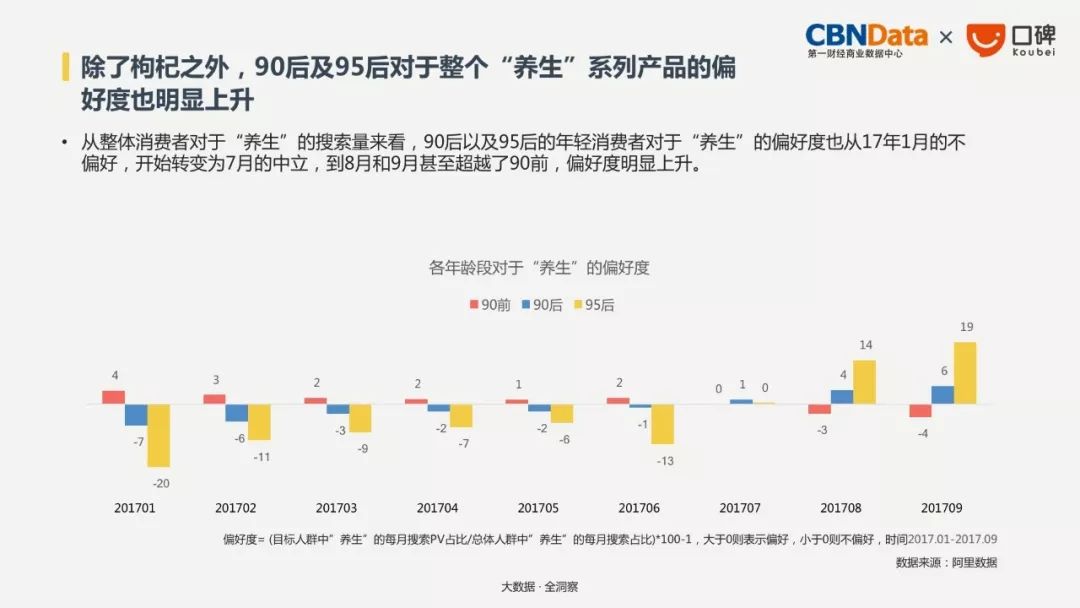 CBNData
第一财经商业数据中心
×
口碑
Koubei
除了枸杞之外，90后及95后对于整个“养生”系列产品的偏
好度也明显上升
• 从整体消费者对于“养生”的搜索量来看，90后以及95后的年轻消费者对于“养生”的偏好度也从17年1月的不
偏好，开始转变为7月的中立，到8月和9月甚至超越了90前，偏好度明显上升。
各年龄段对于“养生”的偏好度
90前 90后 95后
4 -7 -20
3 -6 -11
2 -3 -9
2 -2 -7
1 -2 -6
2 -1 -13
0 1 0
-3 4 14
-4 6 19
201701 201702 201703 201704 201705 201706 201707 201708 201709
偏好度= (目标人群中“养生”的每月搜索PV占比/总体人群中“养生”的每月搜索占比)*100-1，大于0则表示偏好，小于0则不偏好，时间2017.01-2017.09
数据来源：阿里数据
大数据 · 全洞察